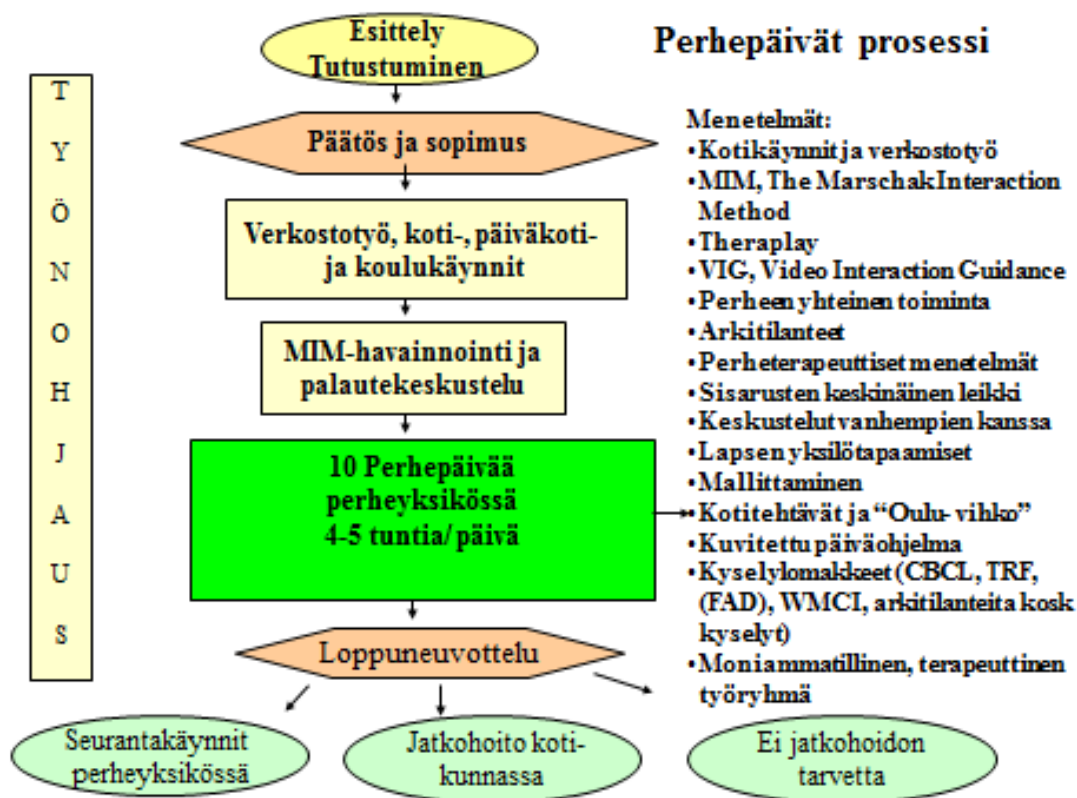 Esittely
Tutustuminen
Perhepäivät prosessi
T
Y
Ö
N
O
H
J
A
U
S
Päätös ja sopimus
Verkostotyö, koti-, päiväkoti-
ja koulukäynnit
MIM-havainnointi ja
palautekeskustelu
10 Perhepäivää
perheyksikössä
4-5 tuntia/ päivä
Loppuneuvottelu
Seurantakäynnit
perheyksikössä
Jatkohoito koti-
kunnassa
Ei jatkohoidon
tarvetta
Menetelmät:
•Kotikäynnit ja verkostotyö
•MIM, The Marschak Interaction
Method
•Theraplay
•VIG, Video Interaction Guidance
•Perheen yhteinen toiminta
•Arkitilanteet
•Perheterapeuttiset menetelmät
•Sisarusten keskinäinen leikki
•Keskustelut vanhempien kanssa
•Lapsen yksilötapaamiset
•Mallittaminen
•Kotitehtävät ja “Oulu- vihko”
•Kuvitettu päiväohjelma
•Kyselylomakkeet (CBCL, TRF,
(FAD), WMCI, arkitilanteita kosk
kyselyt)
•Moniammatillinen, terapeuttinen
työryhmä